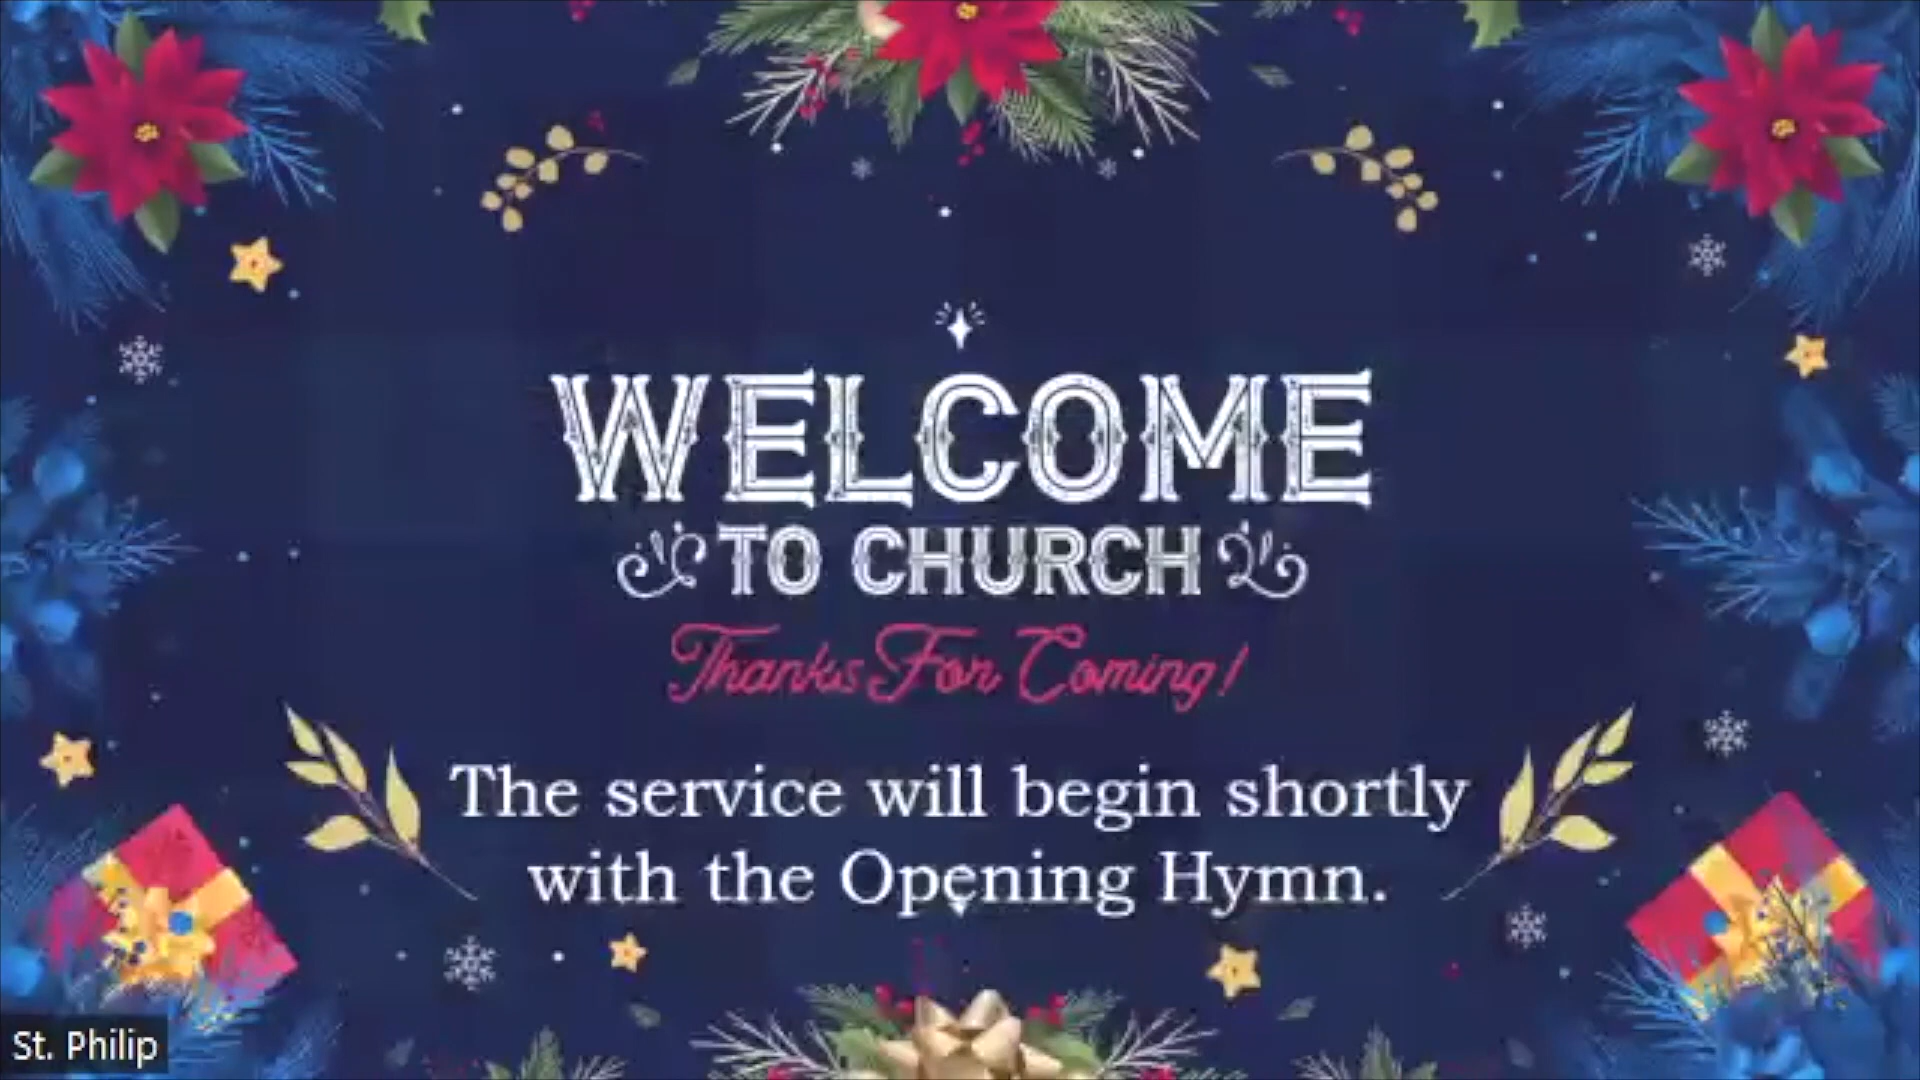 WELCOME
TO CHURCH
Thanks For Coming!
The service will begin shortly
with the Opening Hymn.
St. Philip